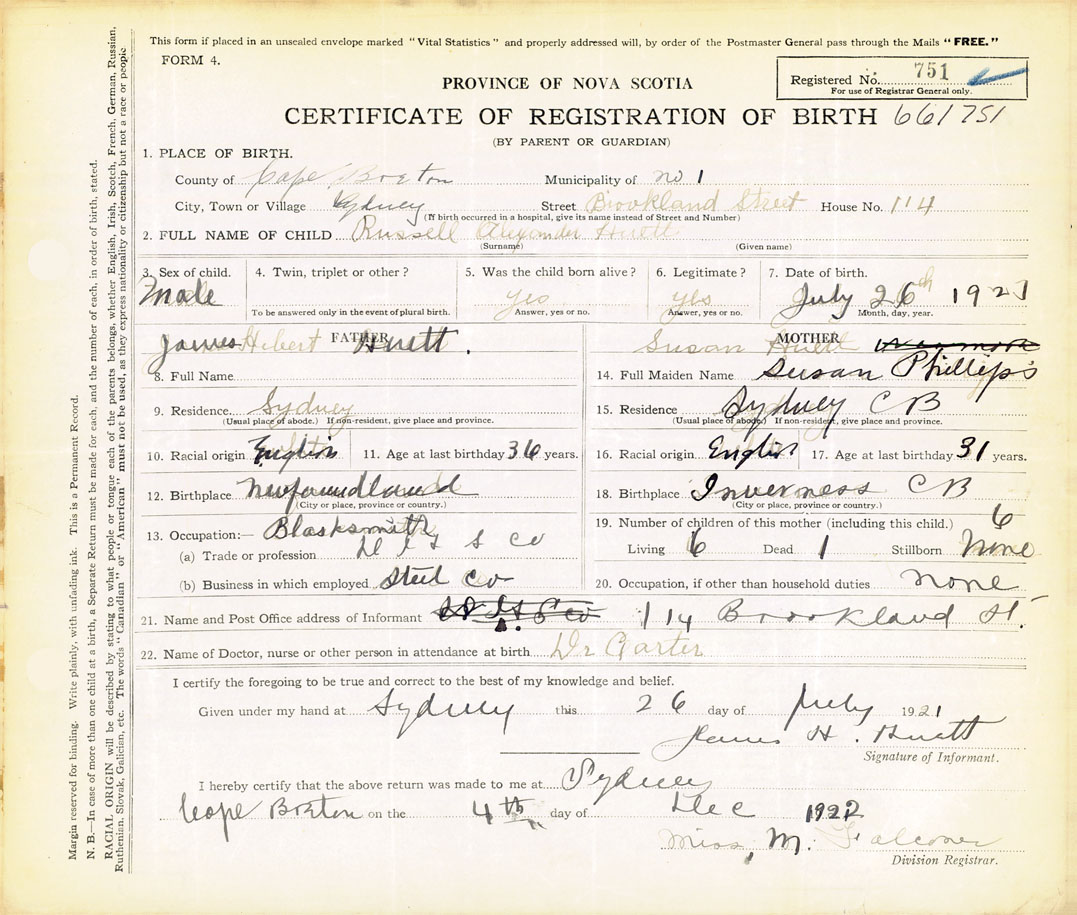 This form if placed in an unsealed envelope marked "Vital Statistics" and properly addressed will, by order of the Postmaster General pass through the Mails "FREE."
FORM 4.
Registered No. 751
For use of Registrar General only.
PROVINCE OF NOVA SCOTIA
CERTIFICATE OF REGISTRATION OF BIRTH 661751
(BY PARENT OR GUARDIAN)
1. PLACE OF BIRTH.
County of Cape Breton Municipality of no 1
City, Town or Village Sydney Street Brookland Street House No. 114
(If birth occurred in a hospital, give its name instead of Street and Number)
2. FULL NAME OF CHILD Russell Alexander Huett
(Surname) (Given name)
3. Sex of child. 4. Twin, triplet or other? 5. Was the child born alive? 6. Legitimate? 7. Date of birth.
Male yes yes July 26th 1921
To be answered only in the event of plural birth. Answer, yes or no. Answer, yes or no. Month, day, year.
FATHER
James Hebert Huett.
8. Full Name
9. Residence Sydney
(Usual place of abode.) If non-resident, give place and province.
10. Racial origin English 11. Age at last birthday 36 years.
12. Birthplace Newfoundland
(City or place, province or country.)
13. Occupation:— Blacksmith
(a) Trade or profession D I & S Co
(b) Business in which employed Steel Co
MOTHER
Susan Huett
14. Full Maiden Name Susan Phillips
15. Residence Sydney C B
(Usual place of abode.) If non-resident, give place and province.
16. Racial origin English 17. Age at last birthday 31 years.
18. Birthplace Inverness C B
(City or place, province or country.)
19. Number of children of this mother (including this child.) 6
Living 6 Dead 1 Stillborn None
20. Occupation, if other than household duties none
21. Name and Post Office address of Informant 114 Brookland St.
22. Name of Doctor, nurse or other person in attendance at birth Dr Carter
I certify the foregoing to be true and correct to the best of my knowledge and belief.
Given under my hand at Sydney this 26 day of July 1921
James H. Huett
Signature of Informant.
I hereby certify that the above return was made to me at Sydney
Cape Breton on the 4th day of Dec 1922
Miss, M. Falconer
Division Registrar.
Margin reserved for binding. Write plainly, with unfading ink. This is a Permanent Record.
N. B.—In case of more than one child at a birth, a Separate Return must be made for each, and the number of each, in order of birth, stated.
RACIAL ORIGIN will be described by stating to what people or tongue each of the parents belongs, whether English, Irish, Scotch, French, German, Russian,
Ruthenian, Slovak, Galician, etc. The words "Canadian" or "American" must not be used, as they express nationality or citizenship but not a race or people